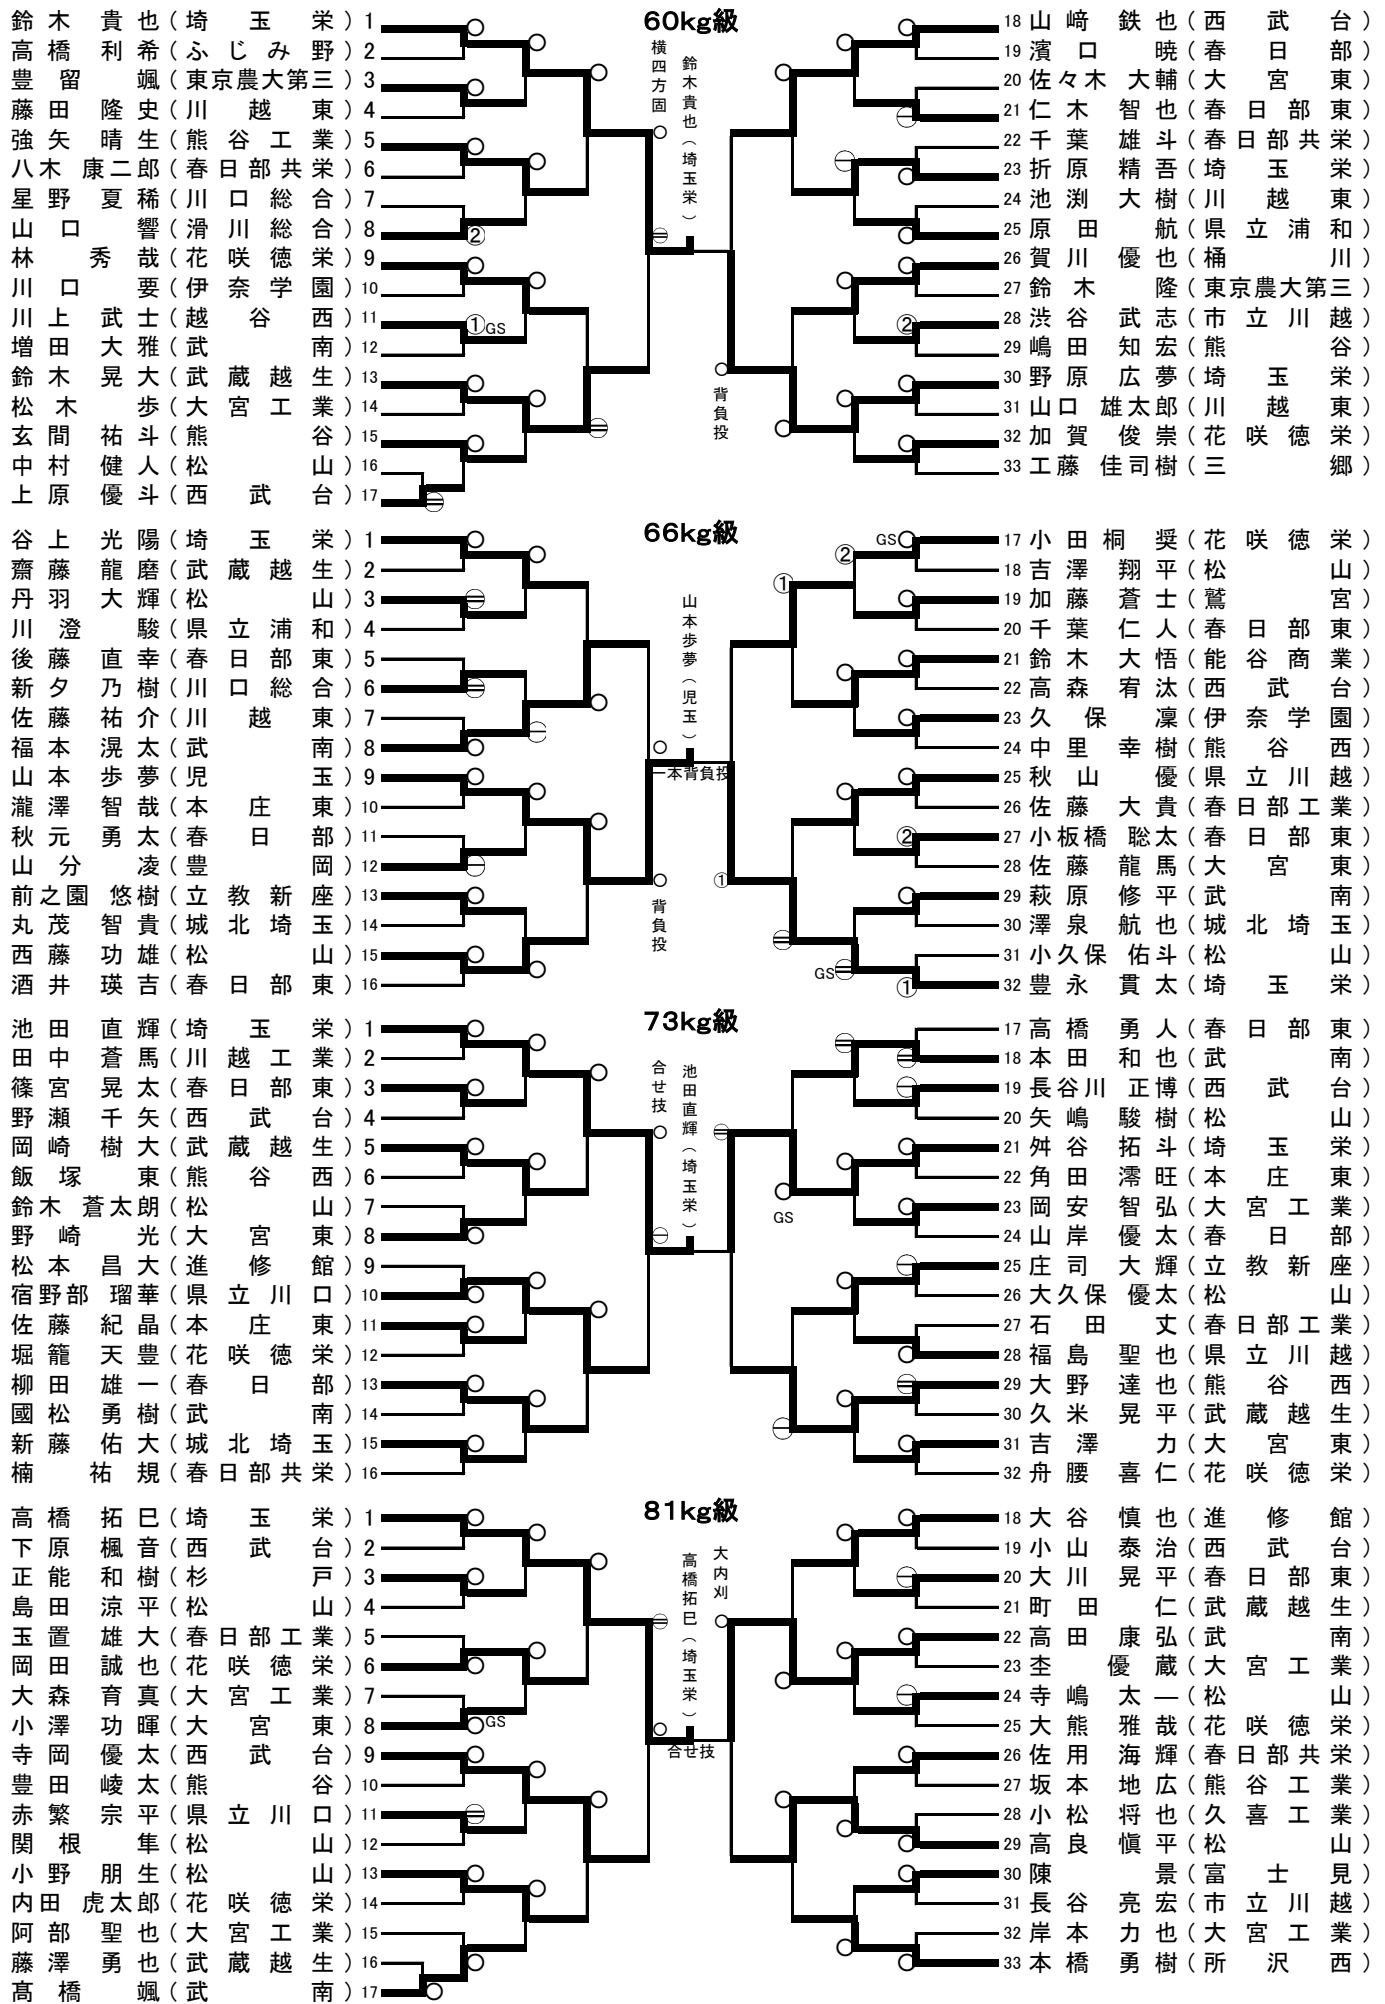 60kg級
鈴木 貴也(埼玉栄)1
高橋 利希(ふじみ野)2
豊留 颯(東京農大第三)3
藤田 隆史(川越東)4
強矢 晴生(熊谷工業)5
八木 康二郎(春日部共栄)6
星野 夏稀(川口総合)7
山口 響(滑川総合)8
②
林 秀哉(花咲徳栄)9
川口 要(伊奈学園)10
川上 武士(越谷西)11
①GS
増田 大雅(武南)12
鈴木 晃大(武蔵越生)13
松木 歩(大宮工業)14
玄間 祐斗(熊谷)15
中村 健人(松山)16
上原 優斗(西武台)17
横四方固
鈴木貴也(埼玉栄)
背負投
18 山﨑 鉄也(西武台)
19 濱口 暁(春日部)
20 佐々木 大輔(大宮東)
21 仁木 智也(春日部東)
22 千葉 雄斗(春日部共栄)
23 折原 精吾(埼玉栄)
24 池渕 大樹(川越東)
25 原田 航(県立浦和)
26 賀川 優也(桶川)
27 鈴木 隆(東京農大第三)
28 渋谷 武志(市立川越)
②
29 嶋田 知宏(熊谷)
30 野原 広夢(埼玉栄)
31 山口 雄太郎(川越東)
32 加賀 俊崇(花咲徳栄)
33 工藤 佳司樹(三郷)
66kg級
谷上 光陽(埼玉栄)1
齋藤 龍磨(武蔵越生)2
丹羽 大輝(松山)3
川澄 駿(県立浦和)4
後藤 直幸(春日部東)5
新夕 乃樹(川口総合)6
佐藤 祐介(川越東)7
福本 滉太(武南)8
山本 歩夢(児玉)9
瀧澤 智哉(本庄東)10
秋元 勇太(春日部)11
山分 凌(豊岡)12
前之園 悠樹(立教新座)13
丸茂 智貴(城北埼玉)14
西藤 功雄(松山)15
酒井 瑛吉(春日部東)16
山本歩夢(児玉)
一本背負投
背負投
①
17 小田桐 奨(花咲徳栄)
GS
②
①
18 吉澤 翔平(松山)
19 加藤 蒼士(鷲宮)
20 千葉 仁人(春日部東)
21 鈴木 大悟(能谷商業)
22 高森 宥汰(西武台)
23 久保 凜(伊奈学園)
24 中里 幸樹(熊谷西)
25 秋山 優(県立川越)
26 佐藤 大貴(春日部工業)
27 小板橋 聡太(春日部東)
②
28 佐藤 龍馬(大宮東)
29 萩原 修平(武南)
30 澤泉 航也(城北埼玉)
31 小久保 佑斗(松山)
GS
32 豊永 貫太(埼玉栄)
①
73kg級
池田 直輝(埼玉栄)1
田中 蒼馬(川越工業)2
篠宮 晃太(春日部東)3
野瀬 千矢(西武台)4
岡崎 樹大(武蔵越生)5
飯塚 東(熊谷西)6
鈴木 蒼太朗(松山)7
野崎 光(大宮東)8
松本 昌大(進修館)9
宿野部 瑠華(県立川口)10
佐藤 紀晶(本庄東)11
堀籠 天豊(花咲徳栄)12
柳田 雄一(春日部)13
國松 勇樹(武南)14
新藤 佑大(城北埼玉)15
楠 祐規(春日部共栄)16
合せ技
池田直輝(埼玉栄)
GS
17 高橋 勇人(春日部東)
18 本田 和也(武南)
19 長谷川 正博(西武台)
20 矢嶋 駿樹(松山)
21 舛谷 拓斗(埼玉栄)
22 角田 澪旺(本庄東)
23 岡安 智弘(大宮工業)
24 山岸 優太(春日部)
25 庄司 大輝(立教新座)
26 大久保 優太(松山)
27 石田 丈(春日部工業)
28 福島 聖也(県立川越)
29 大野 達也(熊谷西)
30 久米 晃平(武蔵越生)
31 吉澤 力(大宮東)
32 舟腰 喜仁(花咲徳栄)
81kg級
高橋 拓巳(埼玉栄)1
下原 楓音(西武台)2
正能 和樹(杉戸)3
島田 涼平(松山)4
玉置 雄大(春日部工業)5
岡田 誠也(花咲徳栄)6
大森 育真(大宮工業)7
小澤 功暉(大宮東)8
GS
寺岡 優太(西武台)9
豊田 崚太(熊谷)10
赤繁 宗平(県立川口)11
関根 隼(松山)12
小野 朋生(松山)13
内田 虎太郎(花咲徳栄)14
阿部 聖也(大宮工業)15
藤澤 勇也(武蔵越生)16
髙橋 颯(武南)17
高橋拓巳(埼玉栄)
大内刈
合せ技
18 大谷 慎也(進修館)
19 小山 泰治(西武台)
20 大川 晃平(春日部東)
21 町田 仁(武蔵越生)
22 高田 康弘(武南)
23 杢 優蔵(大宮工業)
24 寺嶋 太一(松山)
25 大熊 雅哉(花咲徳栄)
26 佐用 海輝(春日部共栄)
27 坂本 地広(熊谷工業)
28 小松 将也(久喜工業)
29 高良 愼平(松山)
30 陳 景(富士見)
31 長谷 亮宏(市立川越)
32 岸本 力也(大宮工業)
33 本橋 勇樹(所沢西)